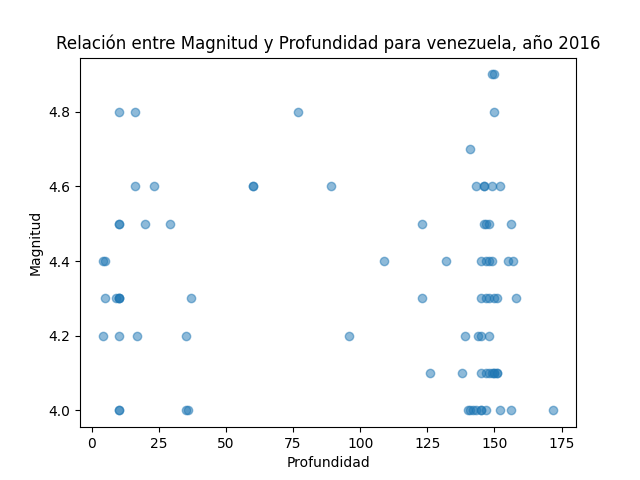 Relación entre Magnitud y Profundidad para venezuela, año 2016
4.8
4.6
4.4
4.2
4.0
Magnitud
0 25 50 75 100 125 150 175
Profundidad